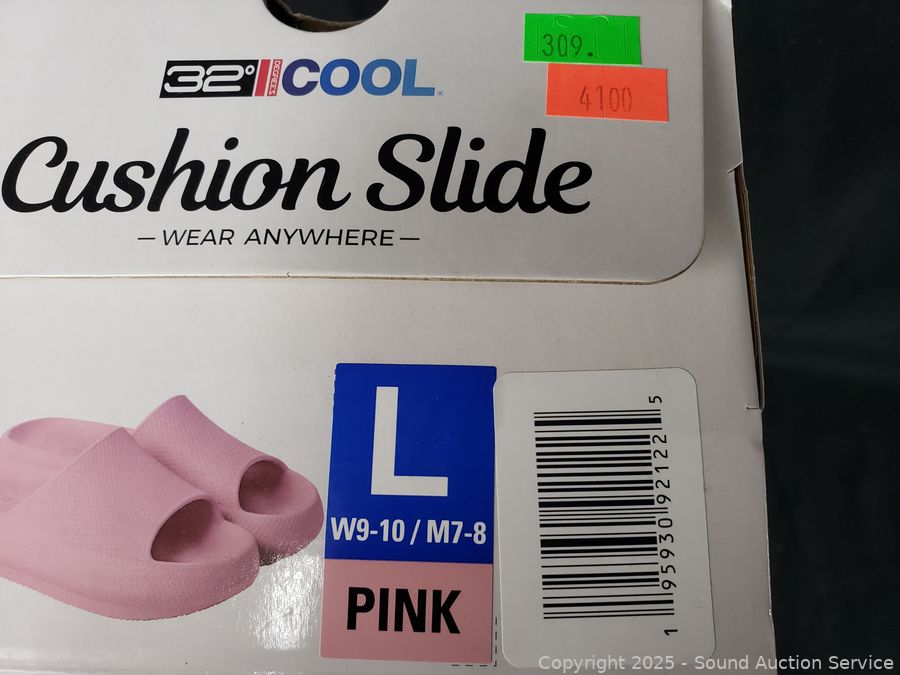 32° DEGREES COOL®
309.
4100
Cushion Slide
— WEAR ANYWHERE —
L
W9-10 / M7-8
PINK
1 95930 92122 5
Copyright 2025 - Sound Auction Service